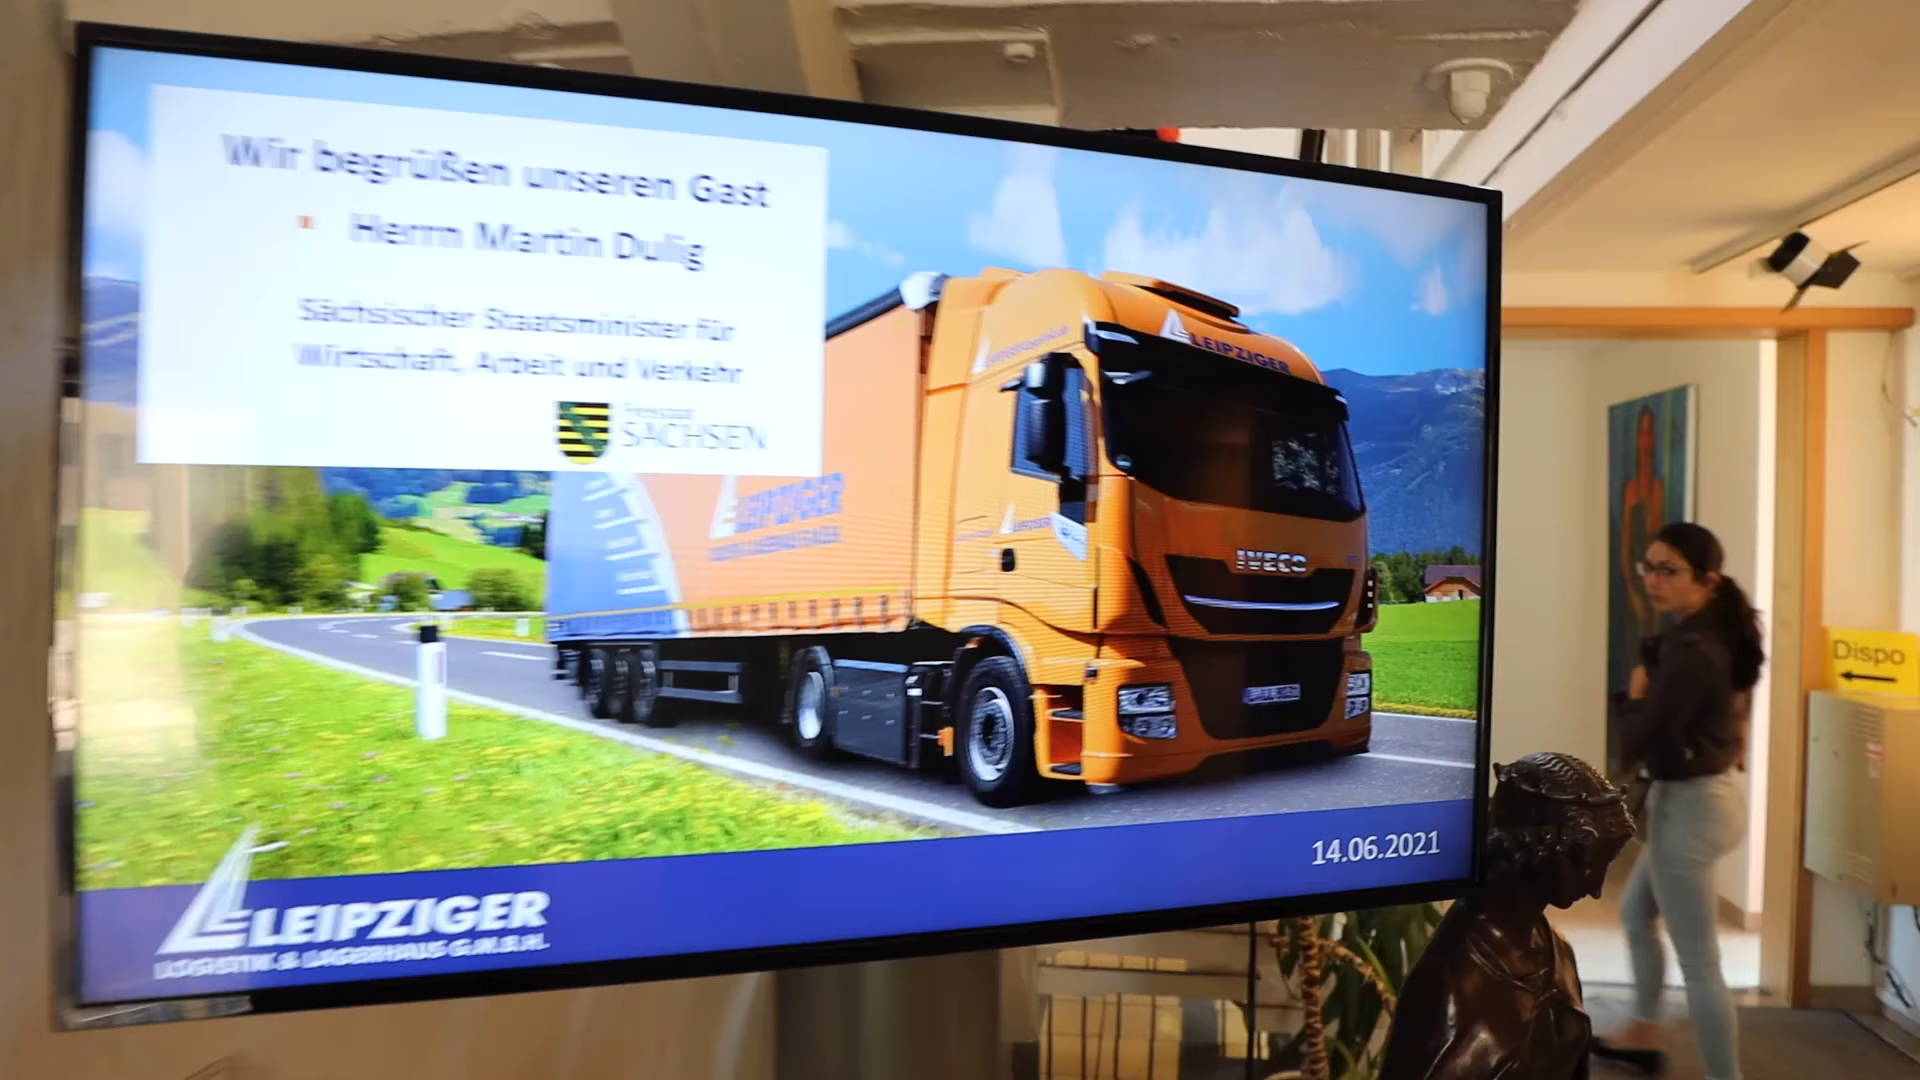 Wir begrüßen unseren Gast
Herrn Martin Dulig
Sächsischer Staatsminister für
Wirtschaft, Arbeit und Verkehr
Freistaat
SACHSEN
LEIPZIGER
LEIPZIGER
IVECO
14.06.2021
LEIPZIGER
LOGISTIK & LAGERHAUS G.M.B.H.
Dispo